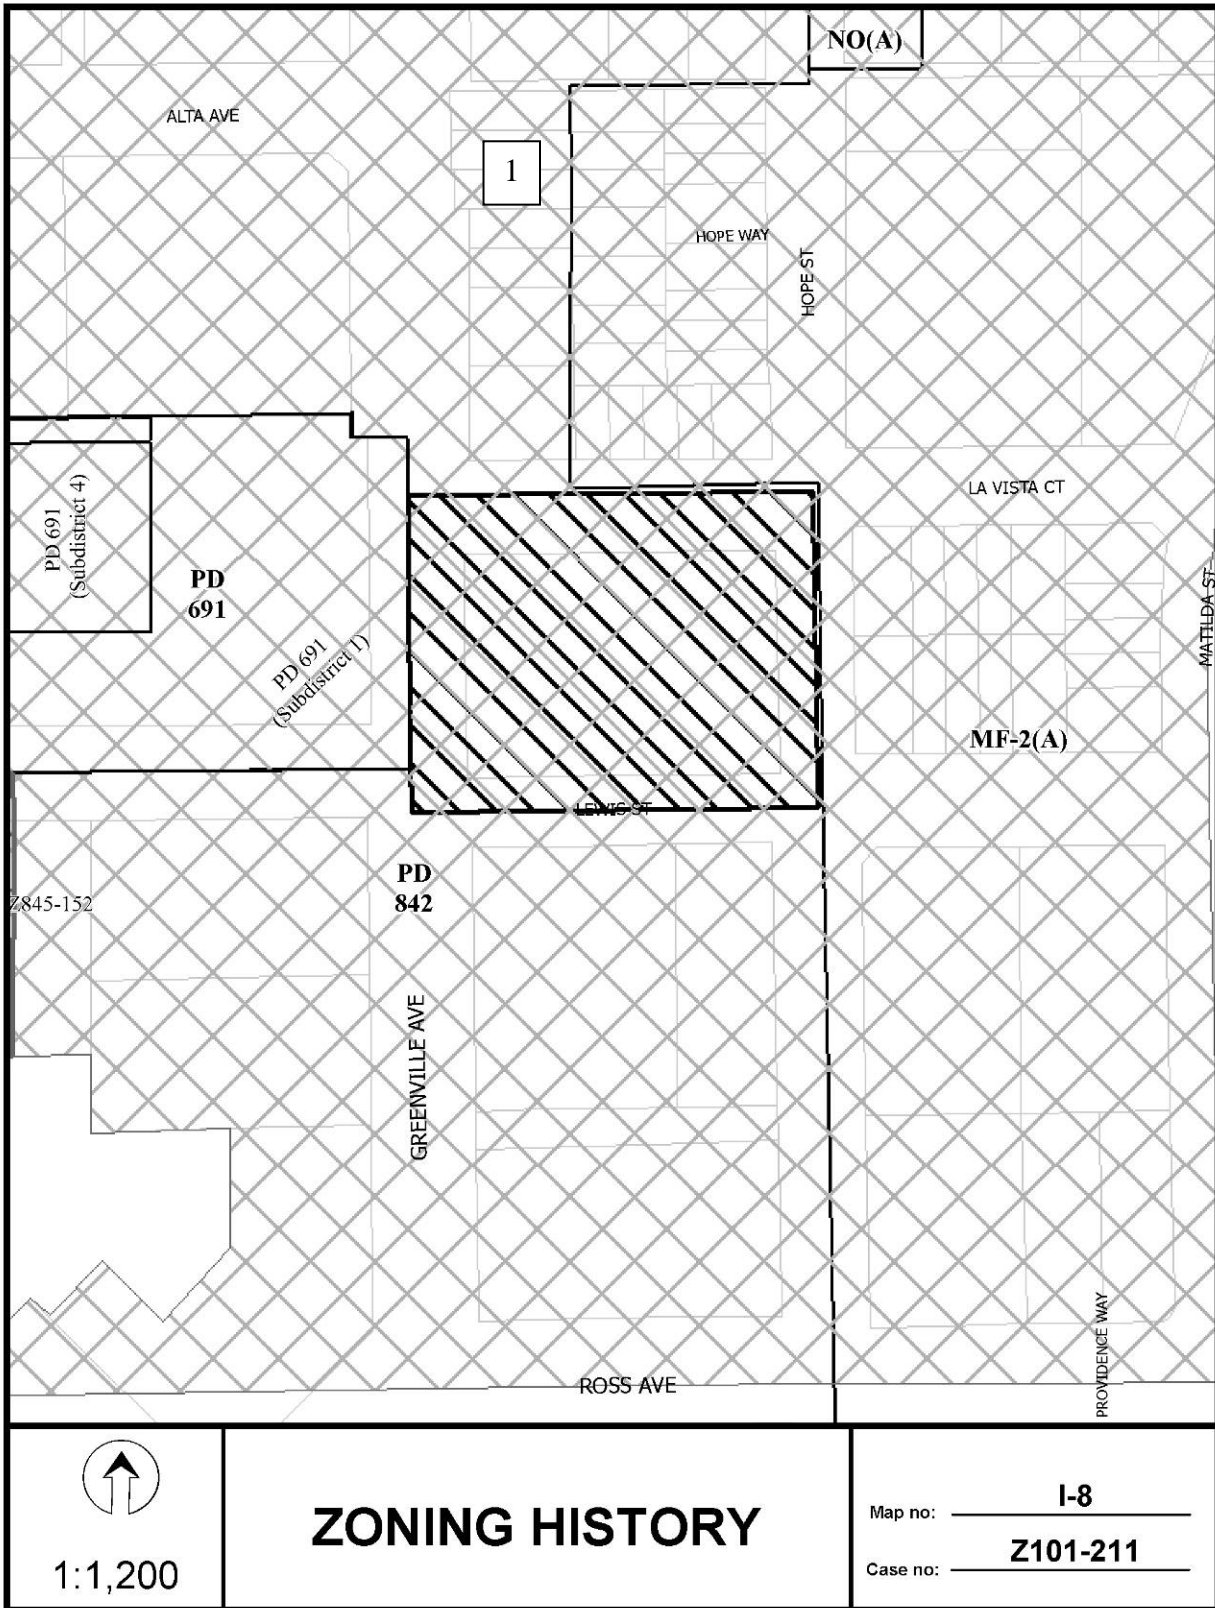 NO(A)
ALTA AVE
1
HOPE WAY
HOPE ST
LA VISTA CT
PD 691
(Subdistrict 4)
PD
691
PD 691
(Subdistrict 1)
MATILDA ST
MF-2(A)
LEWIS ST
PD
842
Z845-152
GREENVILLE AVE
PROVIDENCE WAY
ROSS AVE
1:1,200
ZONING HISTORY
Map no: I-8
Case no: Z101-211